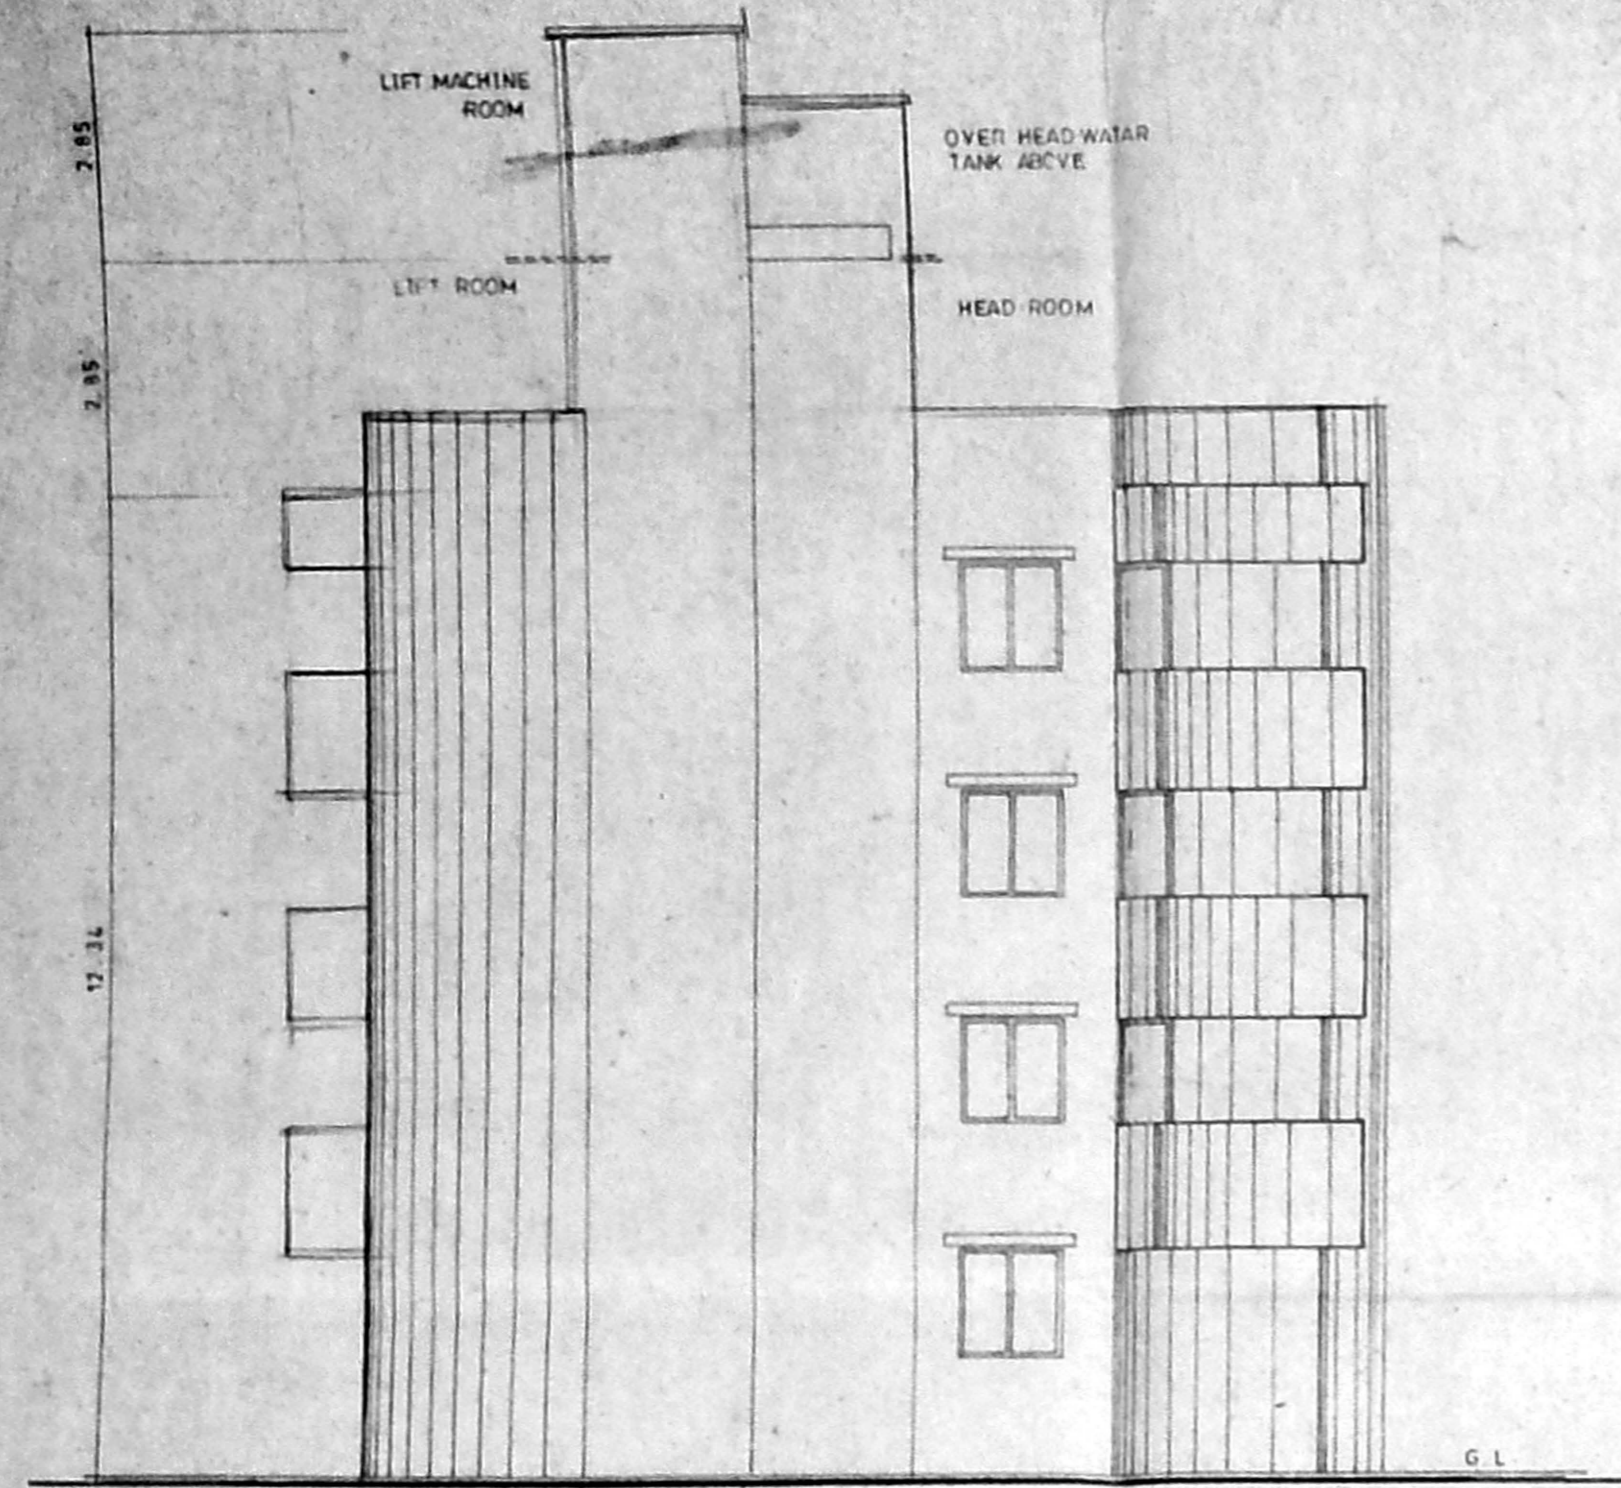 LIFT MACHINE
ROOM
OVER HEAD WATAR
TANK ABOVE
2.85
LIFT ROOM
HEAD ROOM
2.85
12.34
G L